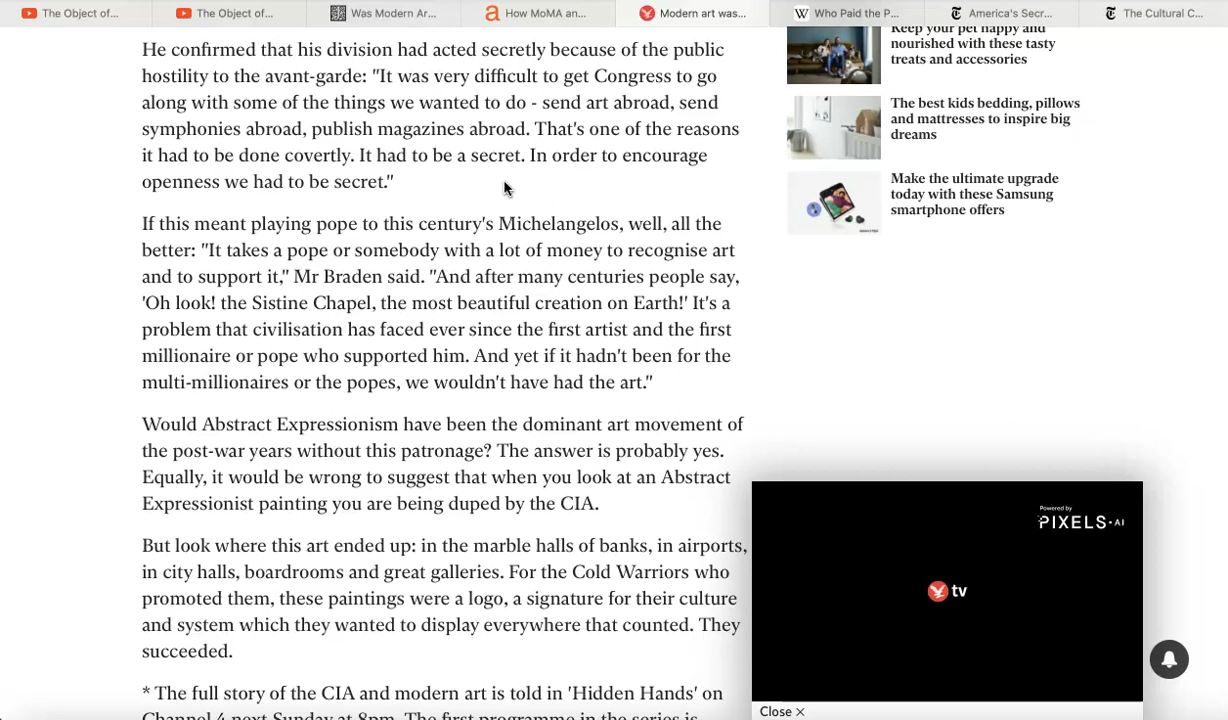 The Object of...
The Object of...
Was Modern Ar...
How MoMA an...
Modern art was...
Who Paid the P...
America's Secr...
The Cultural C...
He confirmed that his division had acted secretly because of the public
hostility to the avant-garde: "It was very difficult to get Congress to go
along with some of the things we wanted to do - send art abroad, send
symphonies abroad, publish magazines abroad. That's one of the reasons
it had to be done covertly. It had to be a secret. In order to encourage
openness we had to be secret."
If this meant playing pope to this century's Michelangelos, well, all the
better: "It takes a pope or somebody with a lot of money to recognise art
and to support it," Mr Braden said. "And after many centuries people say,
'Oh look! the Sistine Chapel, the most beautiful creation on Earth!' It's a
problem that civilisation has faced ever since the first artist and the first
millionaire or pope who supported him. And yet if it hadn't been for the
multi-millionaires or the popes, we wouldn't have had the art."
Would Abstract Expressionism have been the dominant art movement of
the post-war years without this patronage? The answer is probably yes.
Equally, it would be wrong to suggest that when you look at an Abstract
Expressionist painting you are being duped by the CIA.
But look where this art ended up: in the marble halls of banks, in airports,
in city halls, boardrooms and great galleries. For the Cold Warriors who
promoted them, these paintings were a logo, a signature for their culture
and system which they wanted to display everywhere that counted. They
succeeded.
* The full story of the CIA and modern art is told in 'Hidden Hands' on
Channel 4 next Sunday at 8pm. The first programme in the series is
Keep your pet happy and
nourished with these tasty
treats and accessories
The best kids bedding, pillows
and mattresses to inspire big
dreams
Make the ultimate upgrade
today with these Samsung
smartphone offers
Powered by
PIXELS•AI
tv
Close ×